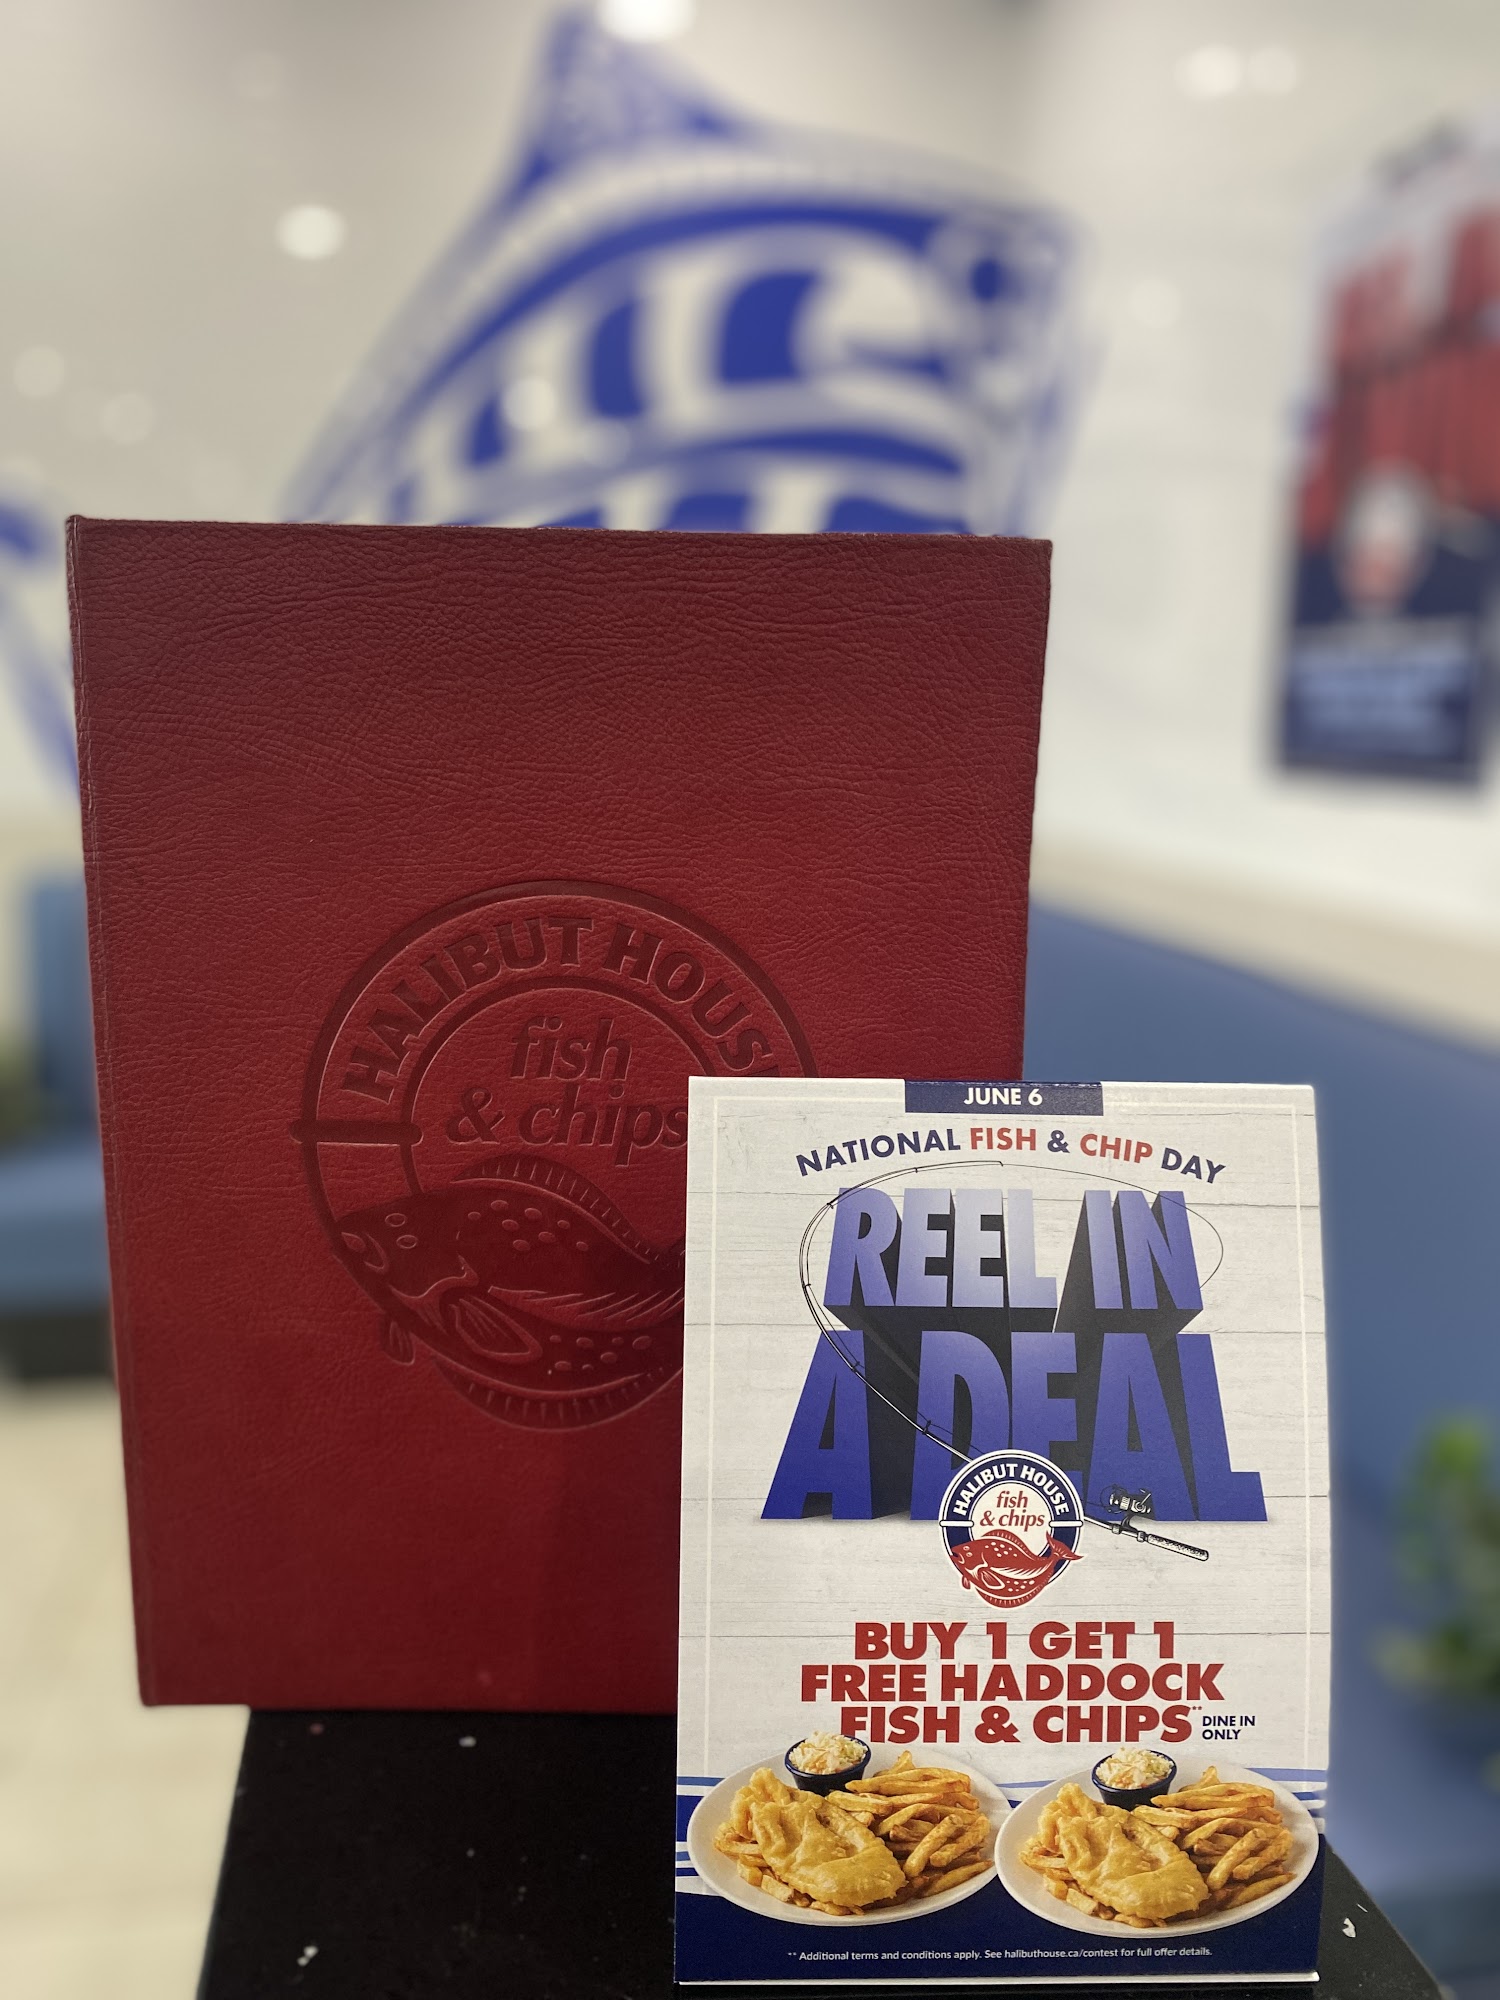 HALIBUT HOUSE
fish
& chips
JUNE 6
NATIONAL FISH & CHIP DAY
REEL IN
A DEAL
HALIBUT HOUSE
fish
& chips
BUY 1 GET 1
FREE HADDOCK
FISH & CHIPS**
DINE IN
ONLY
** Additional terms and conditions apply. See halibuthouse.ca/contest for full offer details.